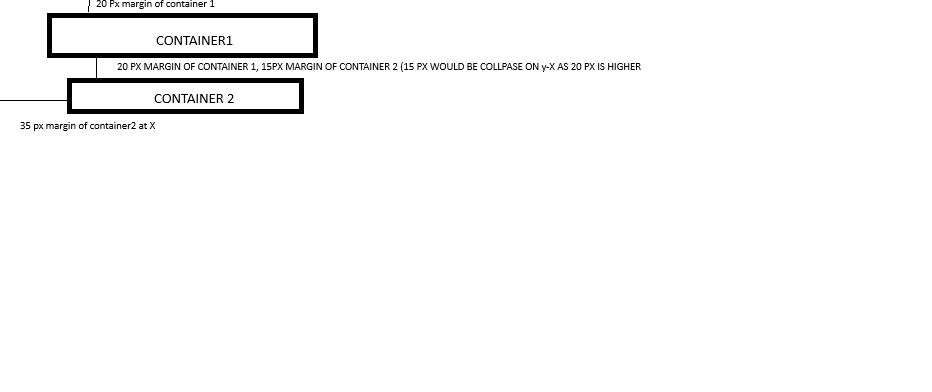 20 Px margin of container 1
CONTAINER1
20 PX MARGIN OF CONTAINER 1, 15PX MARGIN OF CONTAINER 2 (15 PX WOULD BE COLLPASE ON y-X AS 20 PX IS HIGHER
CONTAINER 2
35 px margin of container2 at X